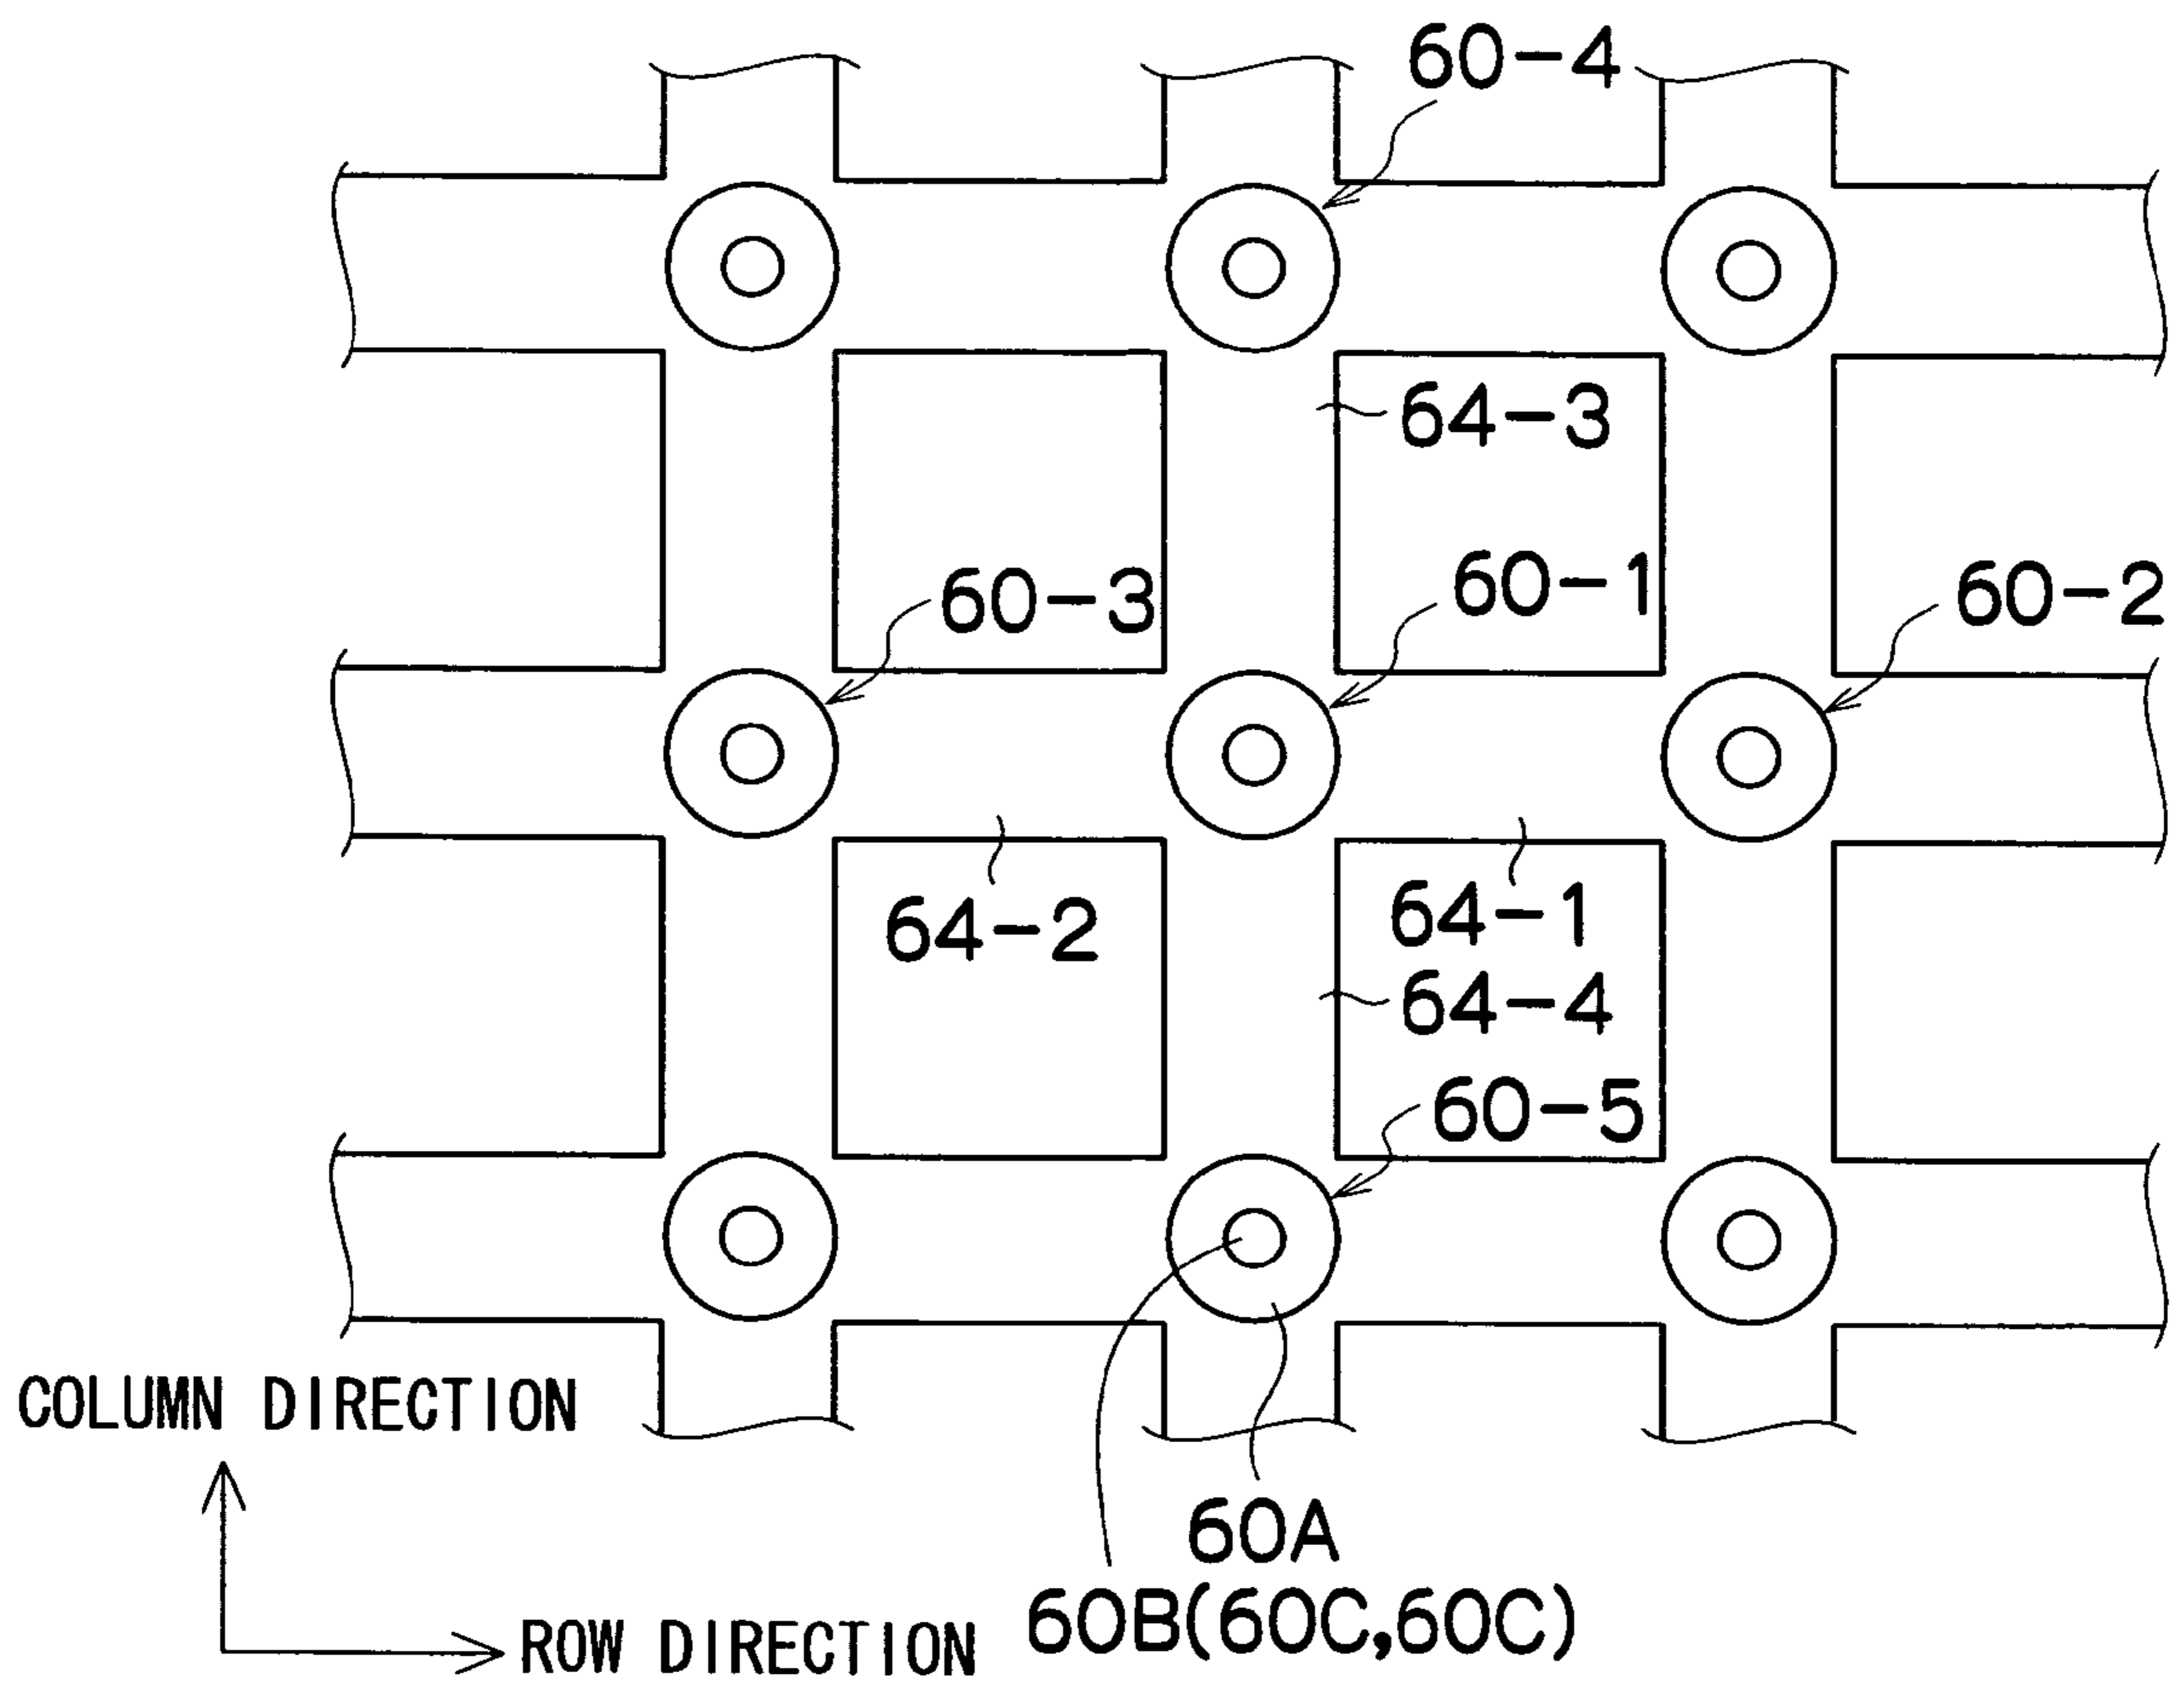 60-4
64-3
60-3
60-1
60-2
64-2
64-1
64-4
60-5
COLUMN DIRECTION
60A
60B(60C,60C)
ROW DIRECTION